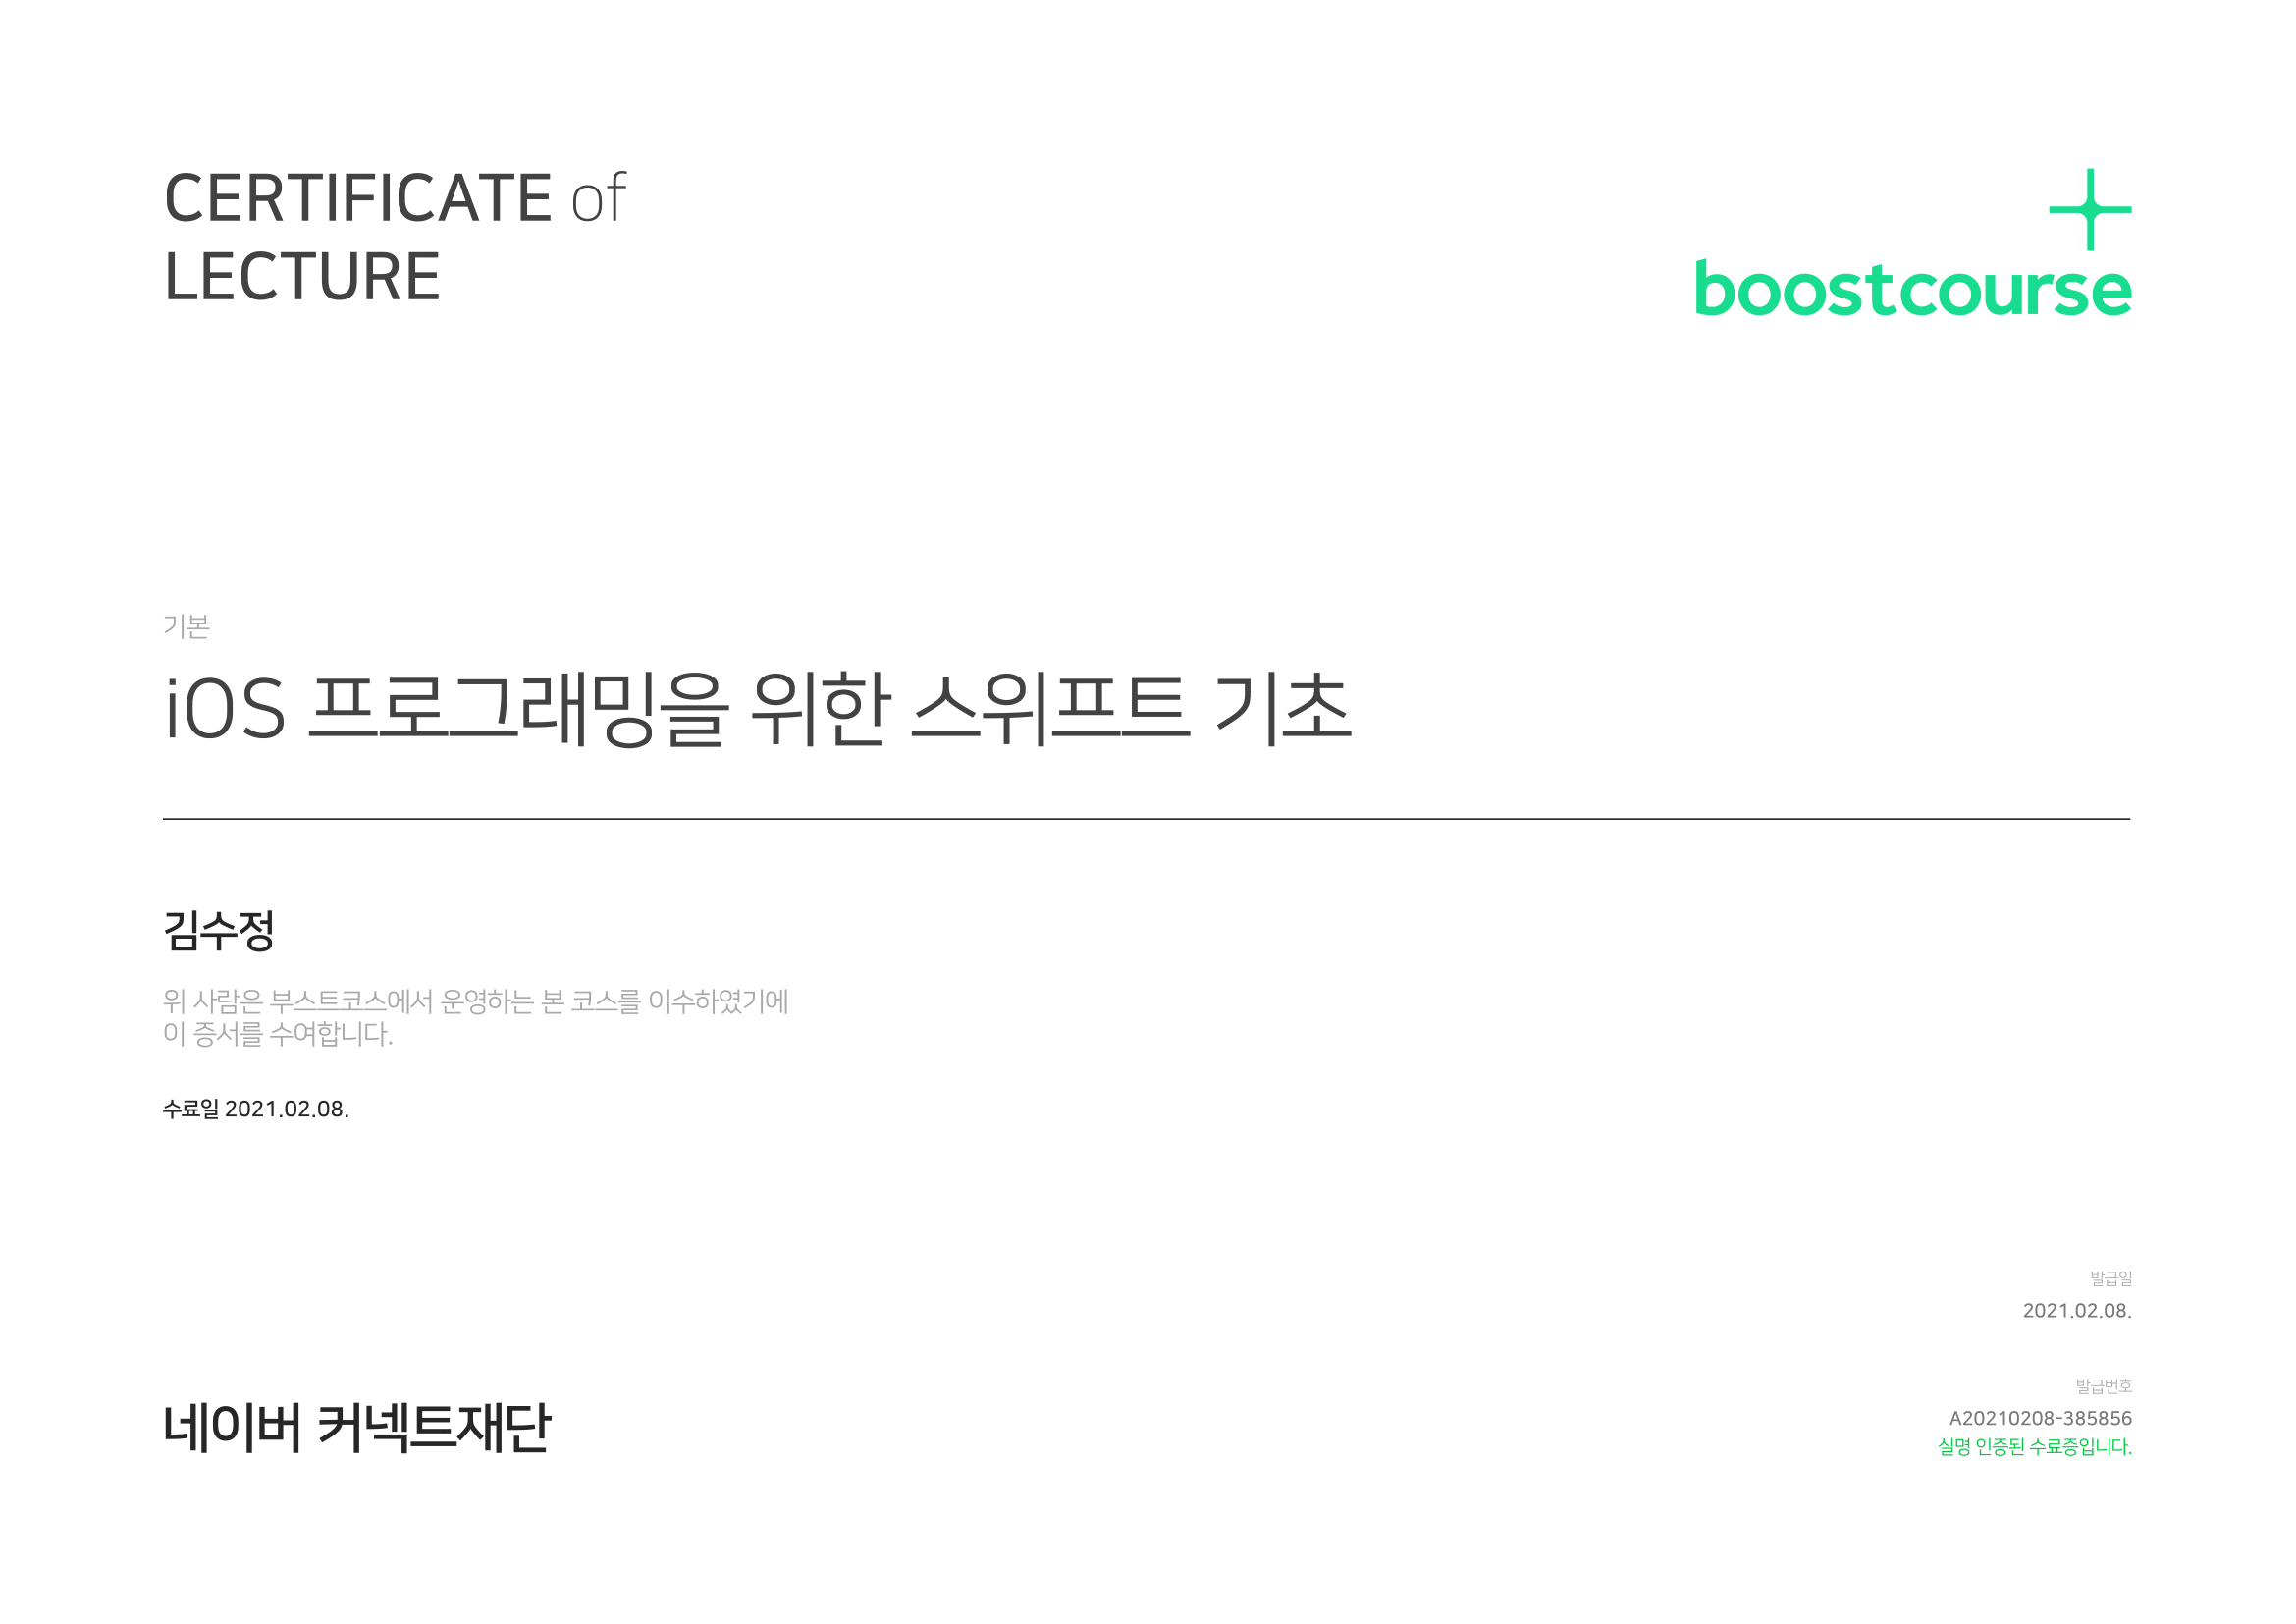 CERTIFICATE of
LECTURE
boostcourse
기본
iOS 프로그래밍을 위한 스위프트 기초
김수정
위 사람은 부스트코스에서 운영하는 본 코스를 이수하였기에
이 증서를 수여합니다.
수료일 2021.02.08.
발급일
2021.02.08.
네이버 커넥트재단
발급번호
A20210208-385856
실명 인증된 수료증입니다.